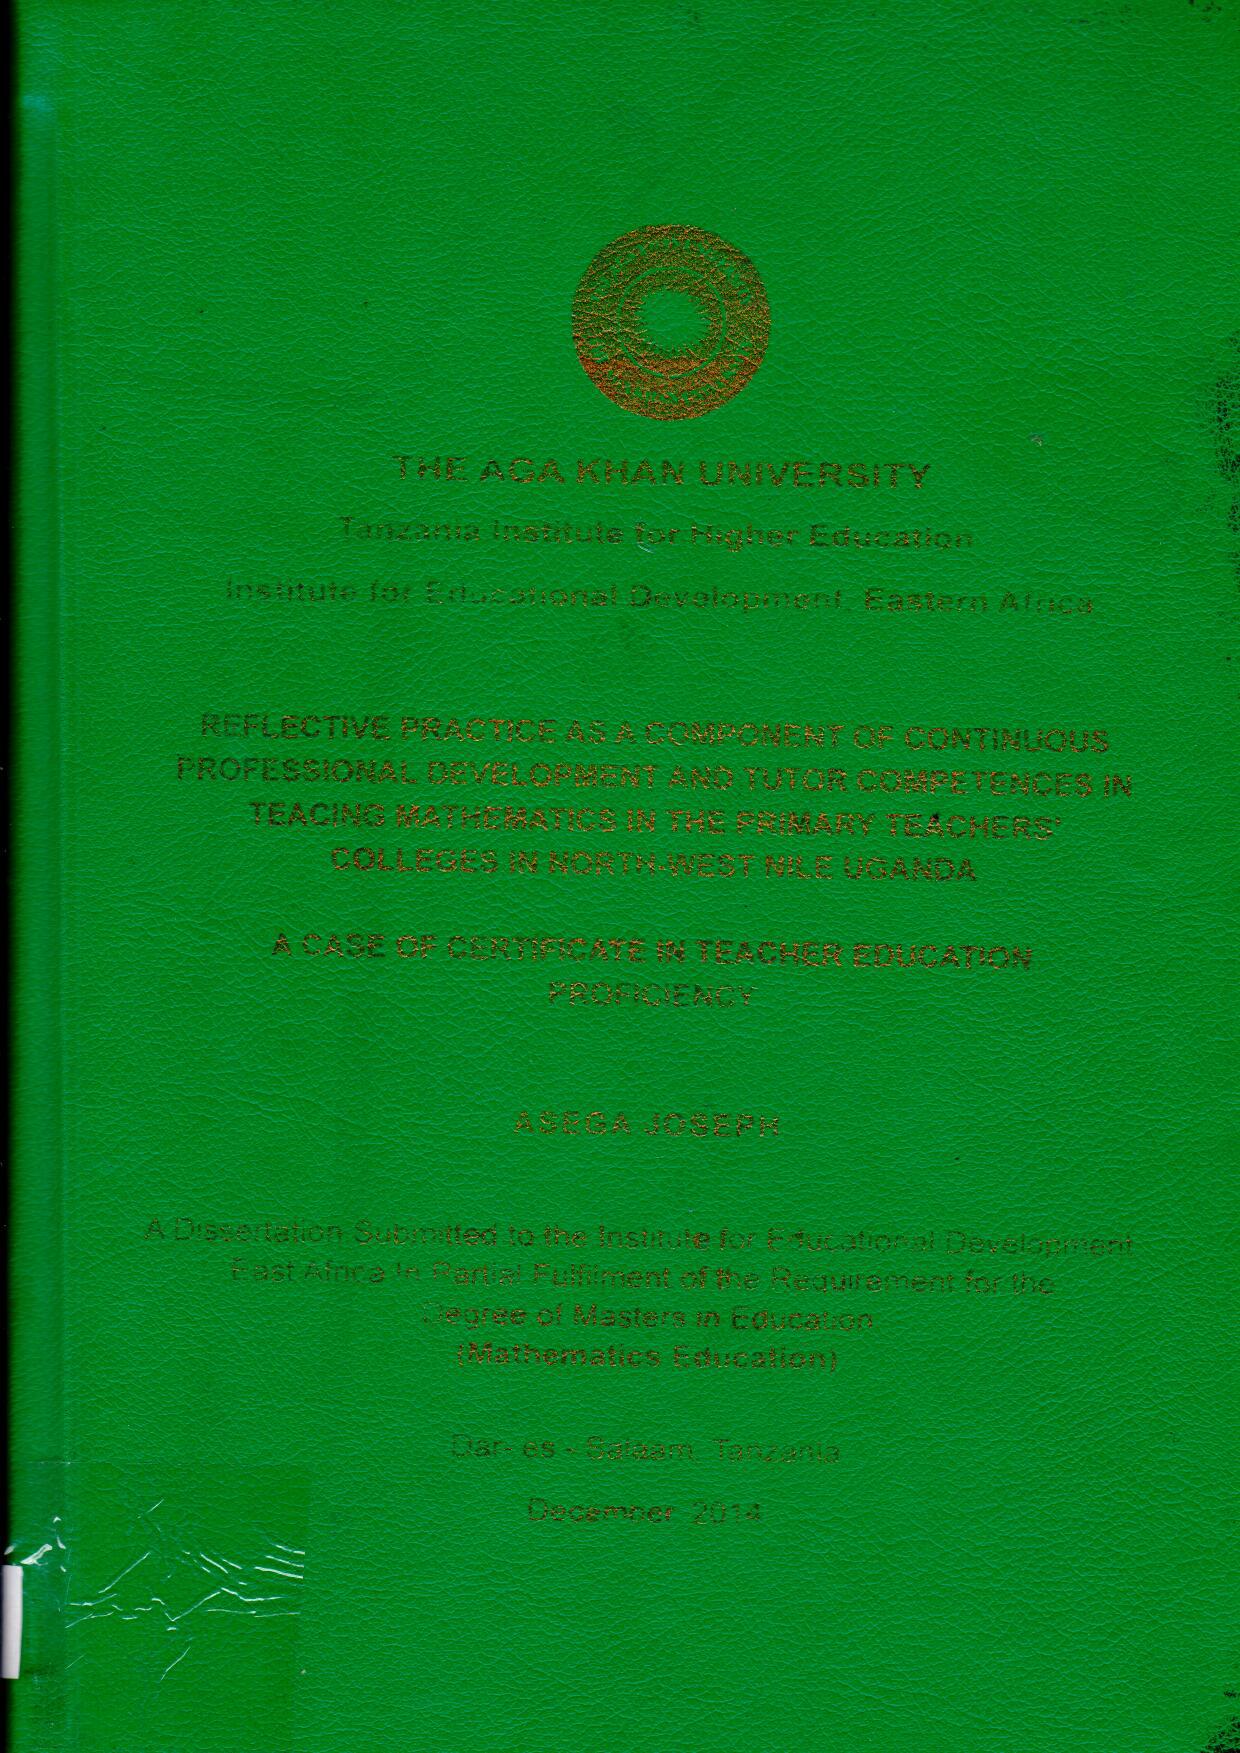 THE AGA KHAN UNIVERSITY
Tanzania Institute for Higher Education
Institute for Educational Development, Eastern Africa
REFLECTIVE PRACTICE AS A COMPONENT OF CONTINUOUS
PROFESSIONAL DEVELOPMENT AND TUTOR COMPETENCES IN
TEACING MATHEMATICS IN THE PRIMARY TEACHERS'
COLLEGES IN NORTH-WEST NILE UGANDA
A CASE OF CERTIFICATE IN TEACHER EDUCATION
PROFICIENCY
ASEGA JOSEPH
A Dissertation Submitted to the Institute for Educational Development
East Africa In Partial Fulfilment of the Requirement for the
Degree of Masters in Education
(Mathematics Education)
Dar- es - Salaam, Tanzania
December 2014